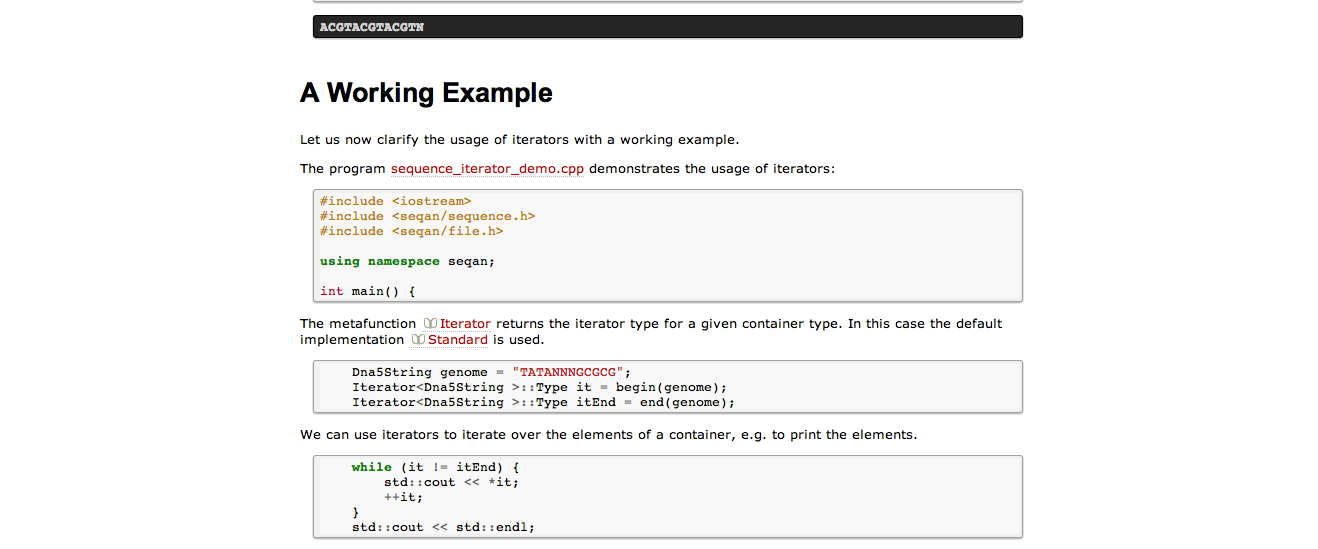 ACGTACGTACGTN
A Working Example
Let us now clarify the usage of iterators with a working example.
The program sequence_iterator_demo.cpp demonstrates the usage of iterators:
#include <iostream>
#include <seqan/sequence.h>
#include <seqan/file.h>
using namespace seqan;
int main() {
The metafunction Iterator returns the iterator type for a given container type. In this case the default
implementation Standard is used.
Dna5String genome = "TATANNNGCGCG";
Iterator<Dna5String >::Type it = begin(genome);
Iterator<Dna5String >::Type itEnd = end(genome);
We can use iterators to iterate over the elements of a container, e.g. to print the elements.
while (it != itEnd) {
std::cout << *it;
++it;
}
std::cout << std::endl;